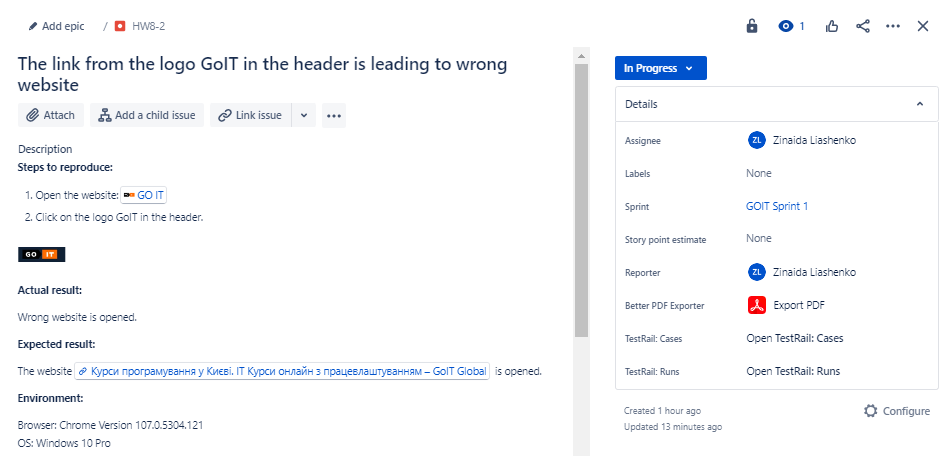 Add epic / HW8-2
1
The link from the logo GoIT in the header is leading to wrong
website
Attach Add a child issue Link issue
Description
Steps to reproduce:
1. Open the website: GO IT
2. Click on the logo GoIT in the header.
GO IT
Actual result:
Wrong website is opened.
Expected result:
The website Курси програмування у Києві. IT Курси онлайн з працевлаштуванням – GoIT Global is opened.
Environment:
Browser: Chrome Version 107.0.5304.121
OS: Windows 10 Pro
In Progress
Details
Assignee ZL Zinaida Liashenko
Labels None
Sprint GOIT Sprint 1
Story point estimate None
Reporter ZL Zinaida Liashenko
Better PDF Exporter Export PDF
TestRail: Cases Open TestRail: Cases
TestRail: Runs Open TestRail: Runs
Created 1 hour ago
Configure
Updated 13 minutes ago